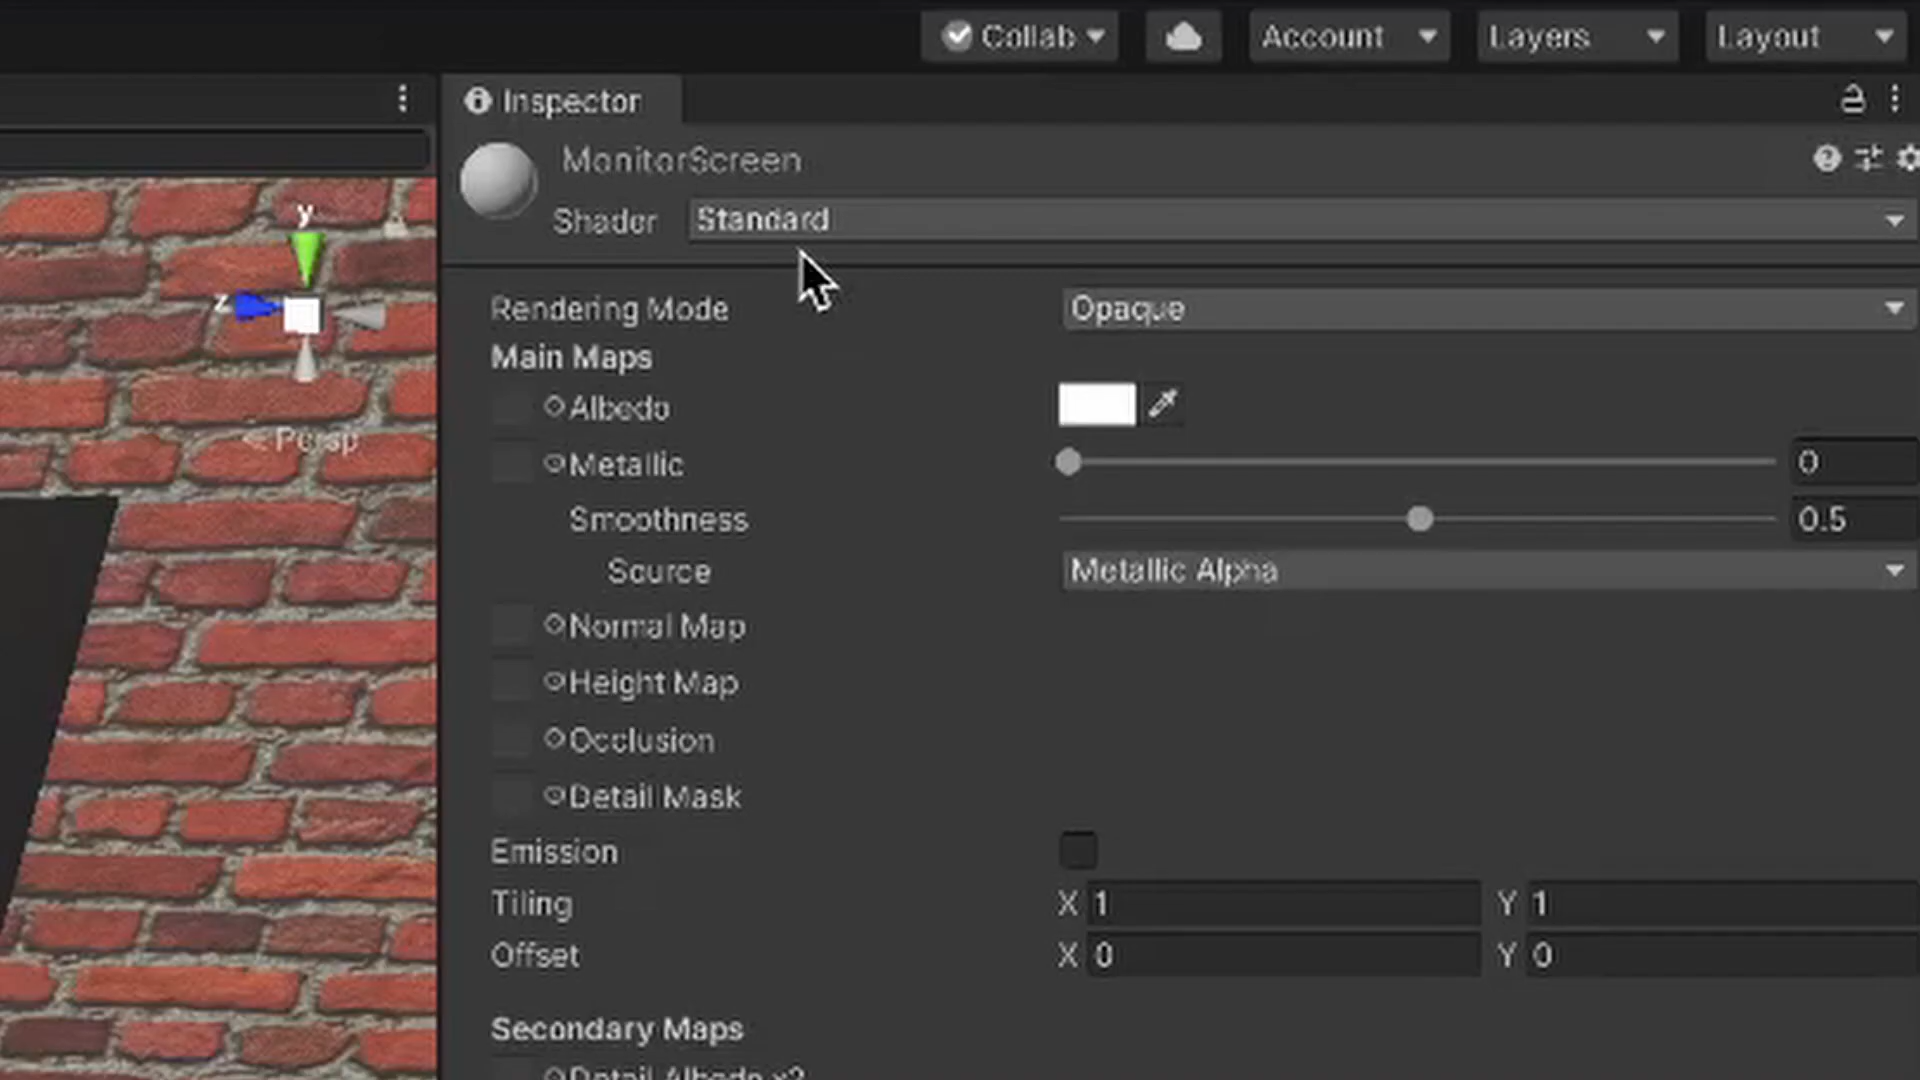 Collab Account Layers Layout
Inspector
MonitorScreen
Shader Standard
y
z
Persp
Rendering Mode Opaque
Main Maps
Albedo
Metallic 0
Smoothness 0.5
Source Metallic Alpha
Normal Map
Height Map
Occlusion
Detail Mask
Emission
Tiling X 1 Y 1
Offset X 0 Y 0
Secondary Maps
Detail Albedo x2